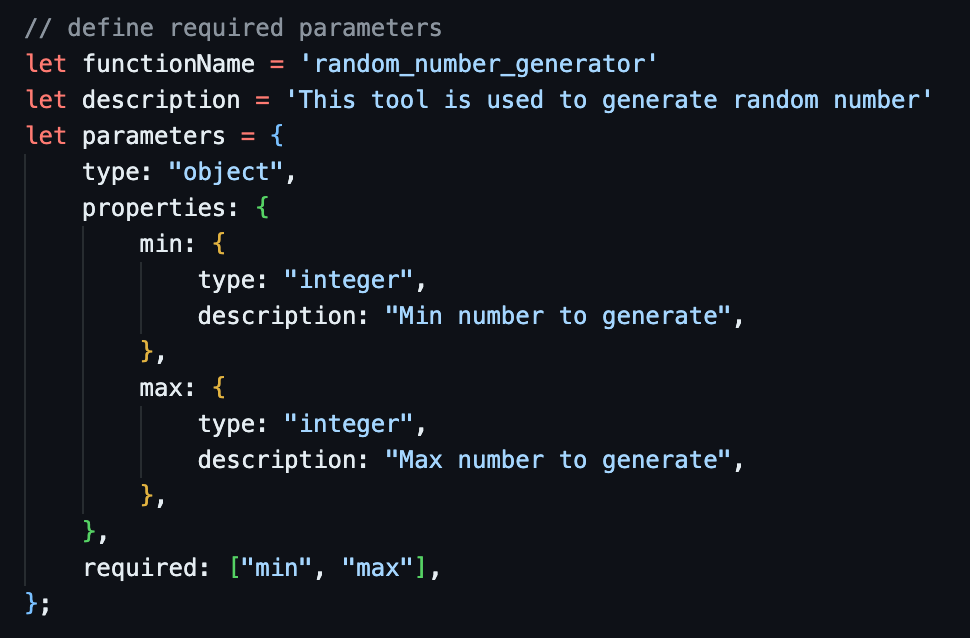 // define required parameters
let functionName = 'random_number_generator'
let description = 'This tool is used to generate random number'
let parameters = {
    type: "object",
    properties: {
        min: {
            type: "integer",
            description: "Min number to generate",
        },
        max: {
            type: "integer",
            description: "Max number to generate",
        },
    },
    required: ["min", "max"],
};